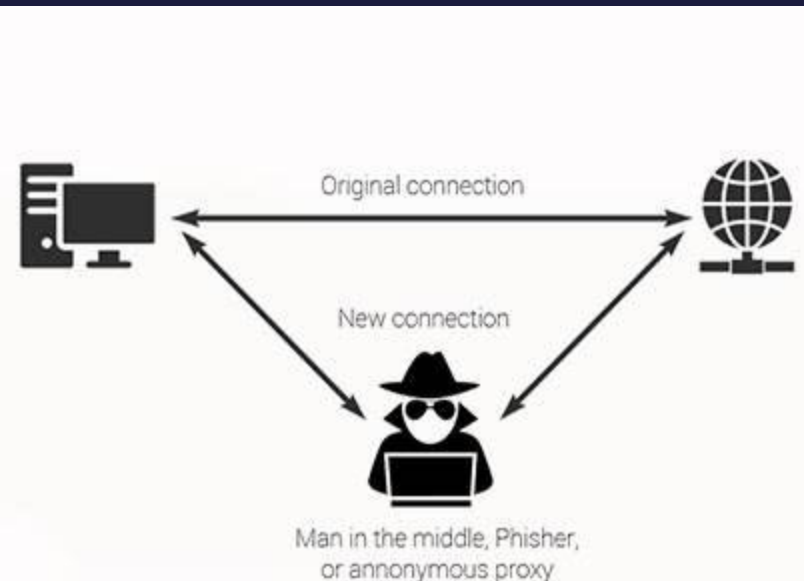 Original connection
New connection
Man in the middle, Phisher,
or annonymous proxy